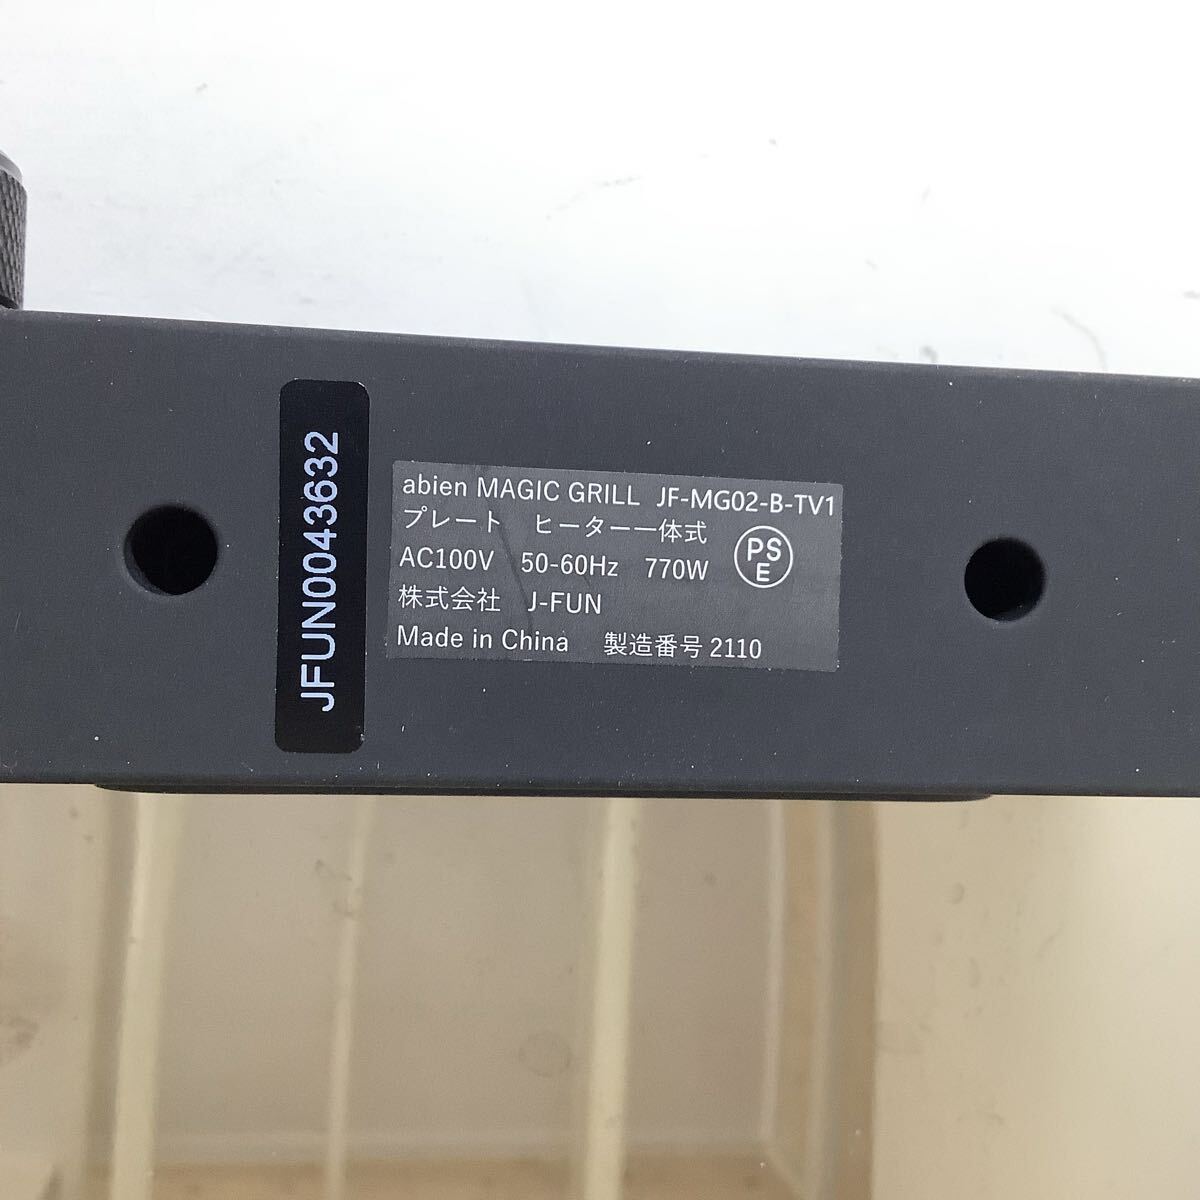 JFUN0043632
abien MAGIC GRILL JF-MG02-B-TV1
プレート ヒーター一体式
AC100V 50-60Hz 770W
PS
E
株式会社 J-FUN
Made in China 製造番号 2110